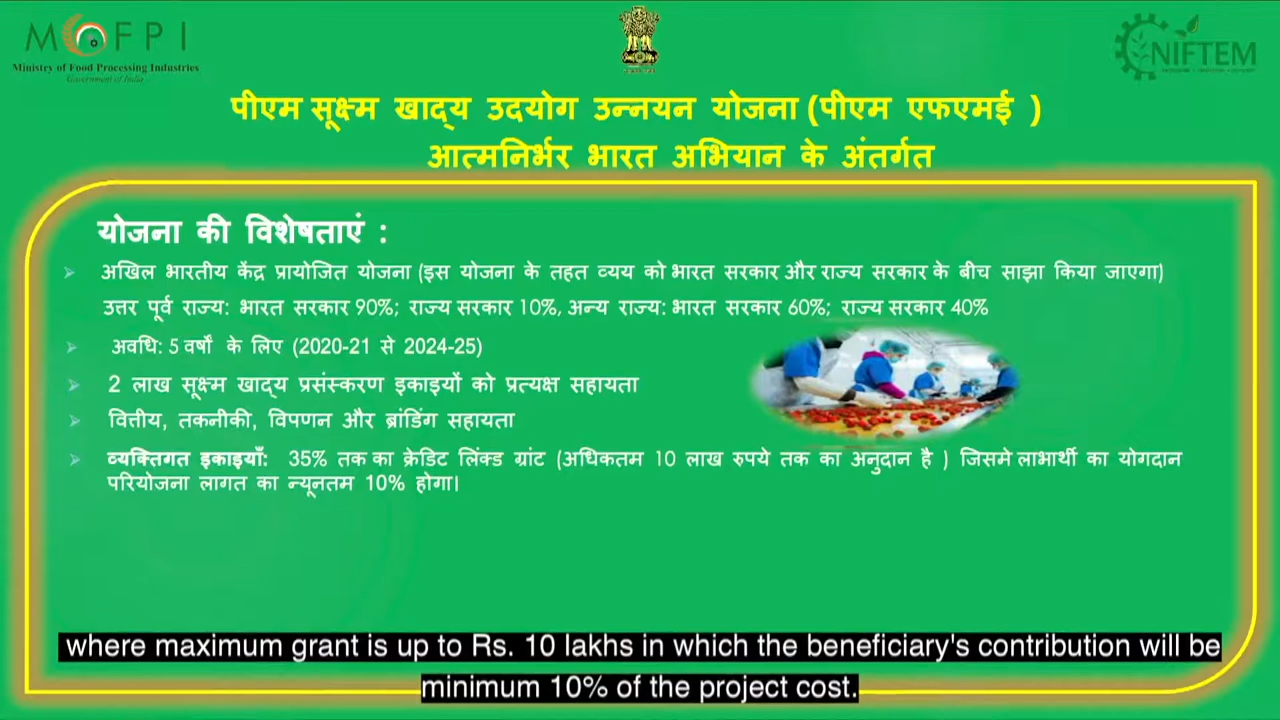 MOFPI
Ministry of Food Processing Industries
Government of India
NIFTEM
पीएम सूक्ष्म खाद्य उदयोग उन्नयन योजना (पीएम एफएमई )
आत्मनिर्भर भारत अभियान के अंतर्गत
योजना की विशेषताएं :
➢ अखिल भारतीय केंद्र प्रायोजित योजना (इस योजना के तहत व्यय को भारत सरकार और राज्य सरकार के बीच साझा किया जाएगा)
उत्तर पूर्व राज्य: भारत सरकार 90%; राज्य सरकार 10%, अन्य राज्य: भारत सरकार 60%; राज्य सरकार 40%
➢ अवधि: 5 वर्षों के लिए (2020-21 से 2024-25)
➢ 2 लाख सूक्ष्म खाद्य प्रसंस्करण इकाइयों को प्रत्यक्ष सहायता
➢ वित्तीय, तकनीकी, विपणन और ब्रांडिंग सहायता
➢ व्यक्तिगत इकाइयाँ: 35% तक का क्रेडिट लिंक्ड ग्रांट (अधिकतम 10 लाख रुपये तक का अनुदान है ) जिसमे लाभार्थी का योगदान
परियोजना लागत का न्यूनतम 10% होगा।
where maximum grant is up to Rs. 10 lakhs in which the beneficiary's contribution will be
minimum 10% of the project cost.